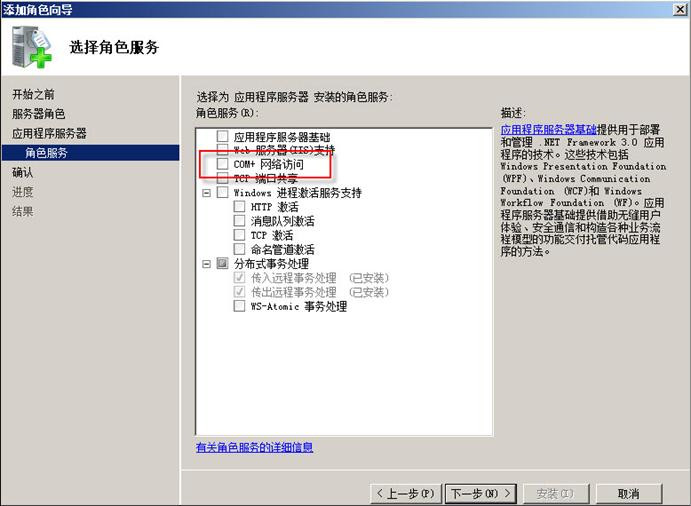 添加角色向导
选择角色服务
开始之前
服务器角色
应用程序服务器
角色服务
确认
进度
结果
选择为 应用程序服务器 安装的角色服务:
角色服务(R):
应用程序服务器基础
Web 服务器(IIS)支持
COM+ 网络访问
TCP 端口共享
Windows 进程激活服务支持
HTTP 激活
消息队列激活
TCP 激活
命名管道激活
分布式事务处理
传入远程事务处理 (已安装)
传出远程事务处理 (已安装)
WS-Atomic 事务处理
有关角色服务的详细信息
描述:
应用程序服务器基础提供用于部署
和管理 .NET Framework 3.0 应用
程序的技术。这些技术包括
Windows Presentation Foundation
(WPF)、Windows Communication
Foundation (WCF)和 Windows
Workflow Foundation (WF)。应用
程序服务器基础提供借助无缝用户
体验、安全通信和构造各种业务流
程模型的功能交付托管代码应用程
序的方法。
< 上一步(P)
下一步(N) >
安装(I)
取消